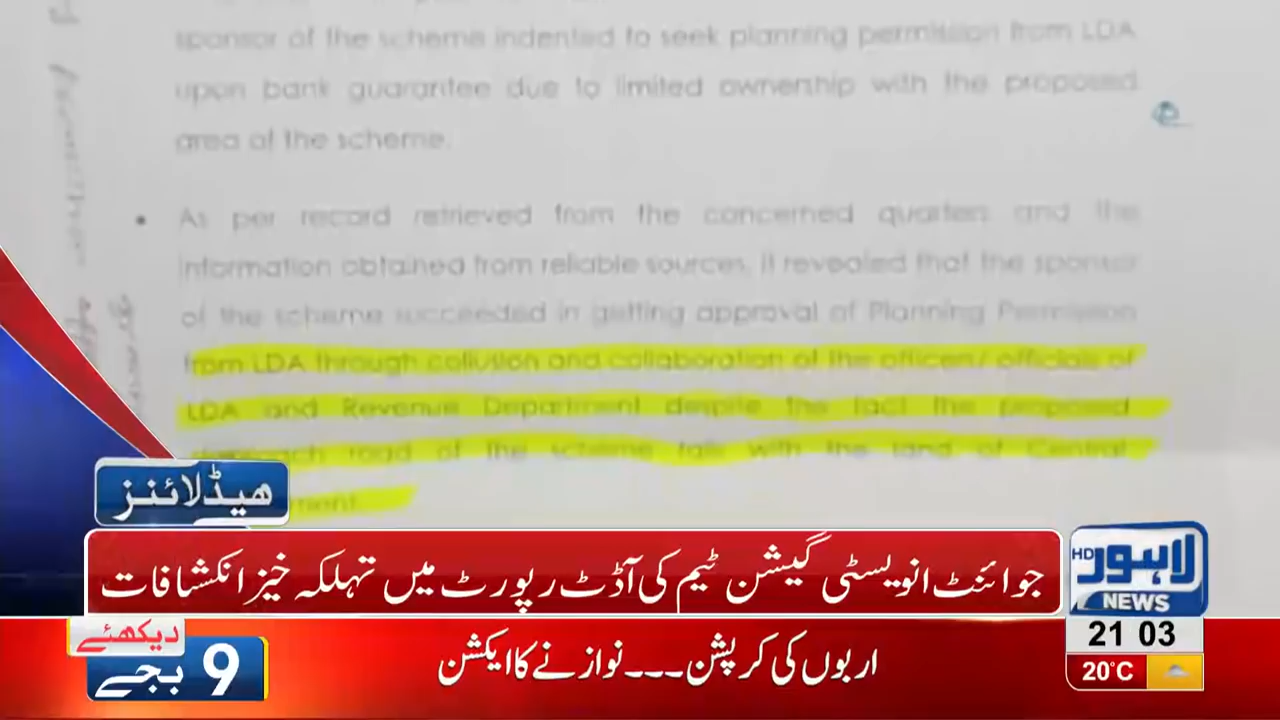 sponsor of the scheme indented to seek planning permission from LDA
upon bank guarantee due to limited ownership with the proposed
area of the scheme.
• As per record retrieved from the concerned quarters and the
information obtained from reliable sources, it revealed that the sponsor
of the scheme succeeded in getting approval of Planning Permission
from LDA through collusion and collaboration of the officers/ officials of
LDA and Revenue Department despite the fact the proposed
road of the scheme falls with the land of Central
ھیڈلائنز
جوائنٹ انویسٹی گیشن ٹیم کی آڈٹ رپورٹ میں تہلکہ خیز انکشافات
لاہور HD
NEWS
21 03
20°C
دیکھئے
9 بجے
اربوں کی کرپشن۔۔۔نوازنے کا ایکشن